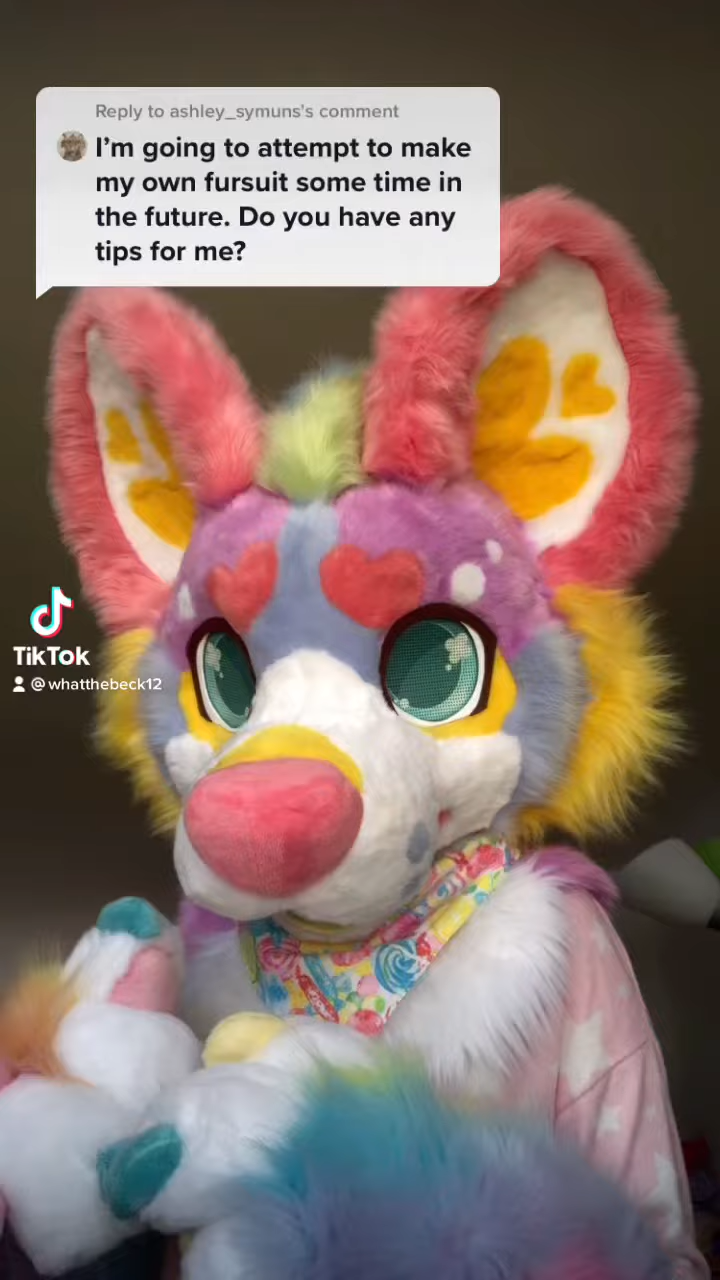 Reply to ashley_symuns's comment
I'm going to attempt to make
my own fursuit some time in
the future. Do you have any
tips for me?
TikTok
@whatthebeck12